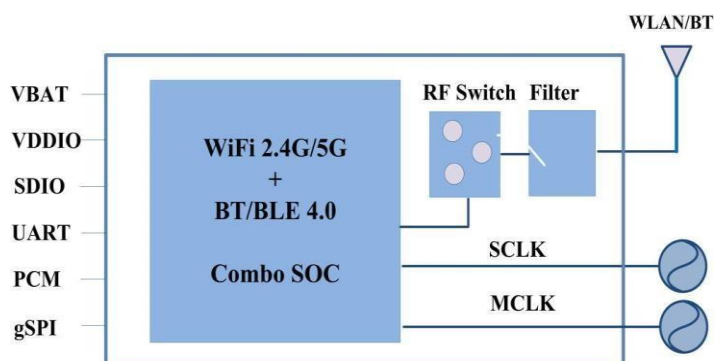 WLAN/BT
VBAT
VDDIO
SDIO
UART
PCM
gSPI
WiFi 2.4G/5G
+
BT/BLE 4.0
Combo SOC
RF Switch
Filter
SCLK
MCLK